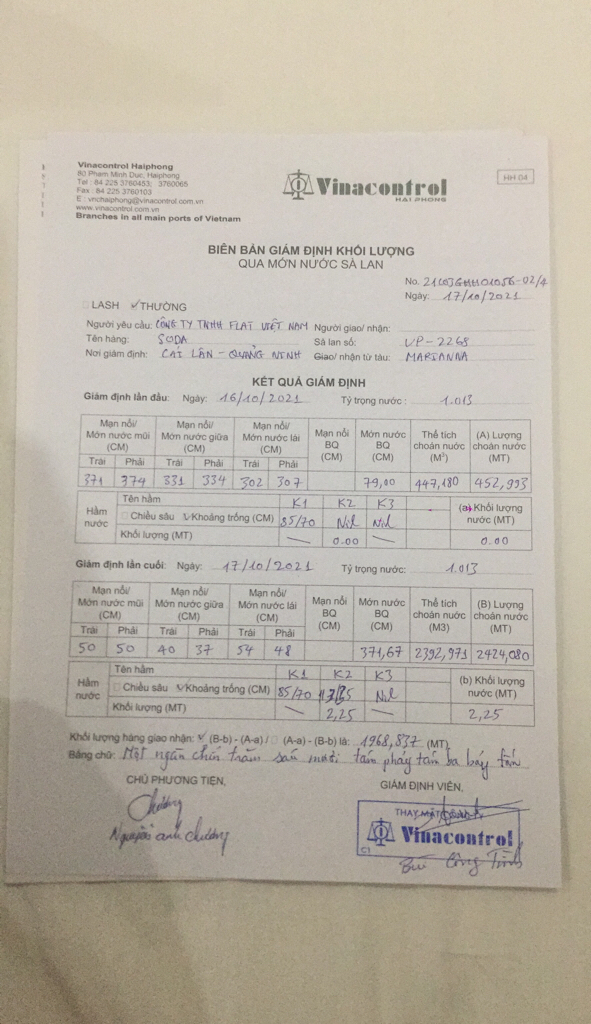 Vinacontrol Haiphong
80 Pham Minh Duc, Haiphong
Tel : 84 225 3760453; 3760065
Fax : 84 225 3760103
E : vnchaiphong@vinacontrol.com.vn
www.vinacontrol.com.vn
Branches in all main ports of Vietnam
Vinacontrol
HAI PHONG
HH 04
BIÊN BẢN GIÁM ĐỊNH KHỐI LƯỢNG
QUA MỚN NƯỚC SÀ LAN
No. 21C03GHH01056-02/4
Ngày: 17/10/2021
LASH ✓ THƯỜNG
Người yêu cầu: CÔNG TY TNHH FLAT VIỆT NAM Người giao/ nhận:
Tên hàng: SODA Sà lan số: VP-2268
Nơi giám định: CÁI LÂN - QUẢNG NINH Giao/ nhận từ tàu: MARIANNA
KẾT QUẢ GIÁM ĐỊNH
Giám định lần đầu: Ngày: 16/10/2021 Tỷ trọng nước : 1.013
Mạn nổi/ Mớn nước mũi (CM) Mạn nổi/ Mớn nước giữa (CM) Mạn nổi/ Mớn nước lái (CM) Mạn nổi BQ (CM) Mớn nước BQ (CM) Thể tích choán nước (M³) (A) Lượng choán nước (MT)
Trái Phải Trái Phải Trái Phải
371 374 331 334 302 307 79,00 447,180 452,993
Hầm nước Tên hầm K1 K2 K3 (a) Khối lượng nước (MT)
Chiều sâu ✓ Khoảng trống (CM) 85/70 Nil Nil
Khối lượng (MT) — 0.00 — 0.00
Giám định lần cuối: Ngày: 17/10/2021 Tỷ trọng nước: 1.013
Mạn nổi/ Mớn nước mũi (CM) Mạn nổi/ Mớn nước giữa (CM) Mạn nổi/ Mớn nước lái (CM) Mạn nổi BQ (CM) Mớn nước BQ (CM) Thể tích choán nước (M3) (B) Lượng choán nước (MT)
Trái Phải Trái Phải Trái Phải
50 50 40 37 54 48 371,67 2392,971 2424,080
Hầm nước Tên hầm K1 K2 K3 (b) Khối lượng nước (MT)
Chiều sâu ✓ Khoảng trống (CM) 85/70 Nil
Khối lượng (MT) — 2,25 — 2,25
Khối lượng hàng giao nhận: ✓ (B-b) - (A-a) / (A-a) - (B-b) là: 1968,837 (MT)
Bằng chữ: Một ngàn chín trăm sáu mươi tám phảy tám ba bảy tấn
CHỦ PHƯƠNG TIỆN, GIÁM ĐỊNH VIÊN,
Chương
Nguyễn anh chương
THAY MẶT
Vinacontrol
C1
Bùi Công Tình